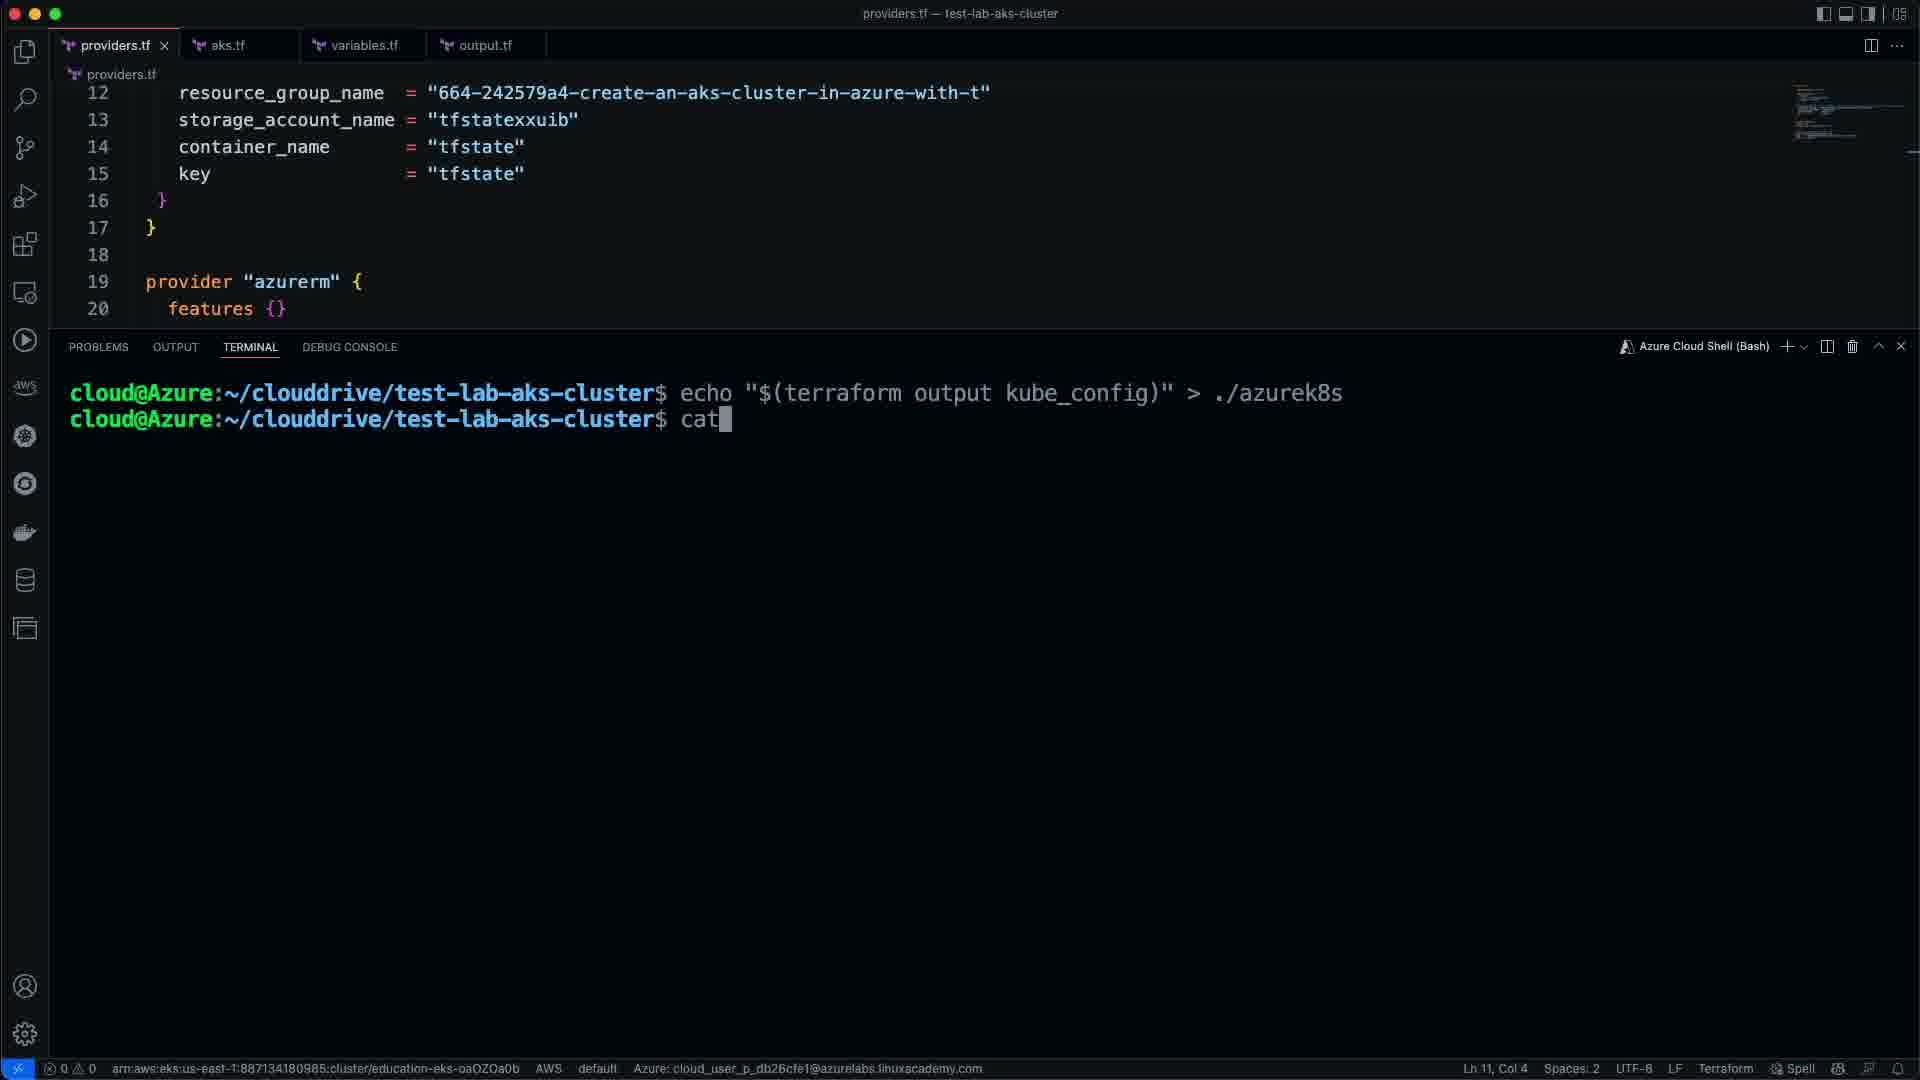 providers.tf — test-lab-aks-cluster
providers.tf
aks.tf
variables.tf
output.tf
providers.tf
12 resource_group_name = "664-242579a4-create-an-aks-cluster-in-azure-with-t"
13 storage_account_name = "tfstatexxuib"
14 container_name = "tfstate"
15 key = "tfstate"
16 }
17 }
18
19 provider "azurerm" {
20 features {}
PROBLEMS OUTPUT TERMINAL DEBUG CONSOLE
Azure Cloud Shell (Bash)
cloud@Azure:~/clouddrive/test-lab-aks-cluster$ echo "$(terraform output kube_config)" > ./azurek8s
cloud@Azure:~/clouddrive/test-lab-aks-cluster$ cat
aws
0 0 arn:aws:eks:us-east-1:887134180985:cluster/education-eks-oaOZOa0b AWS default Azure: cloud_user_p_db26cfe1@azurelabs.linuxacademy.com Ln 11, Col 4 Spaces: 2 UTF-8 LF Terraform Spell